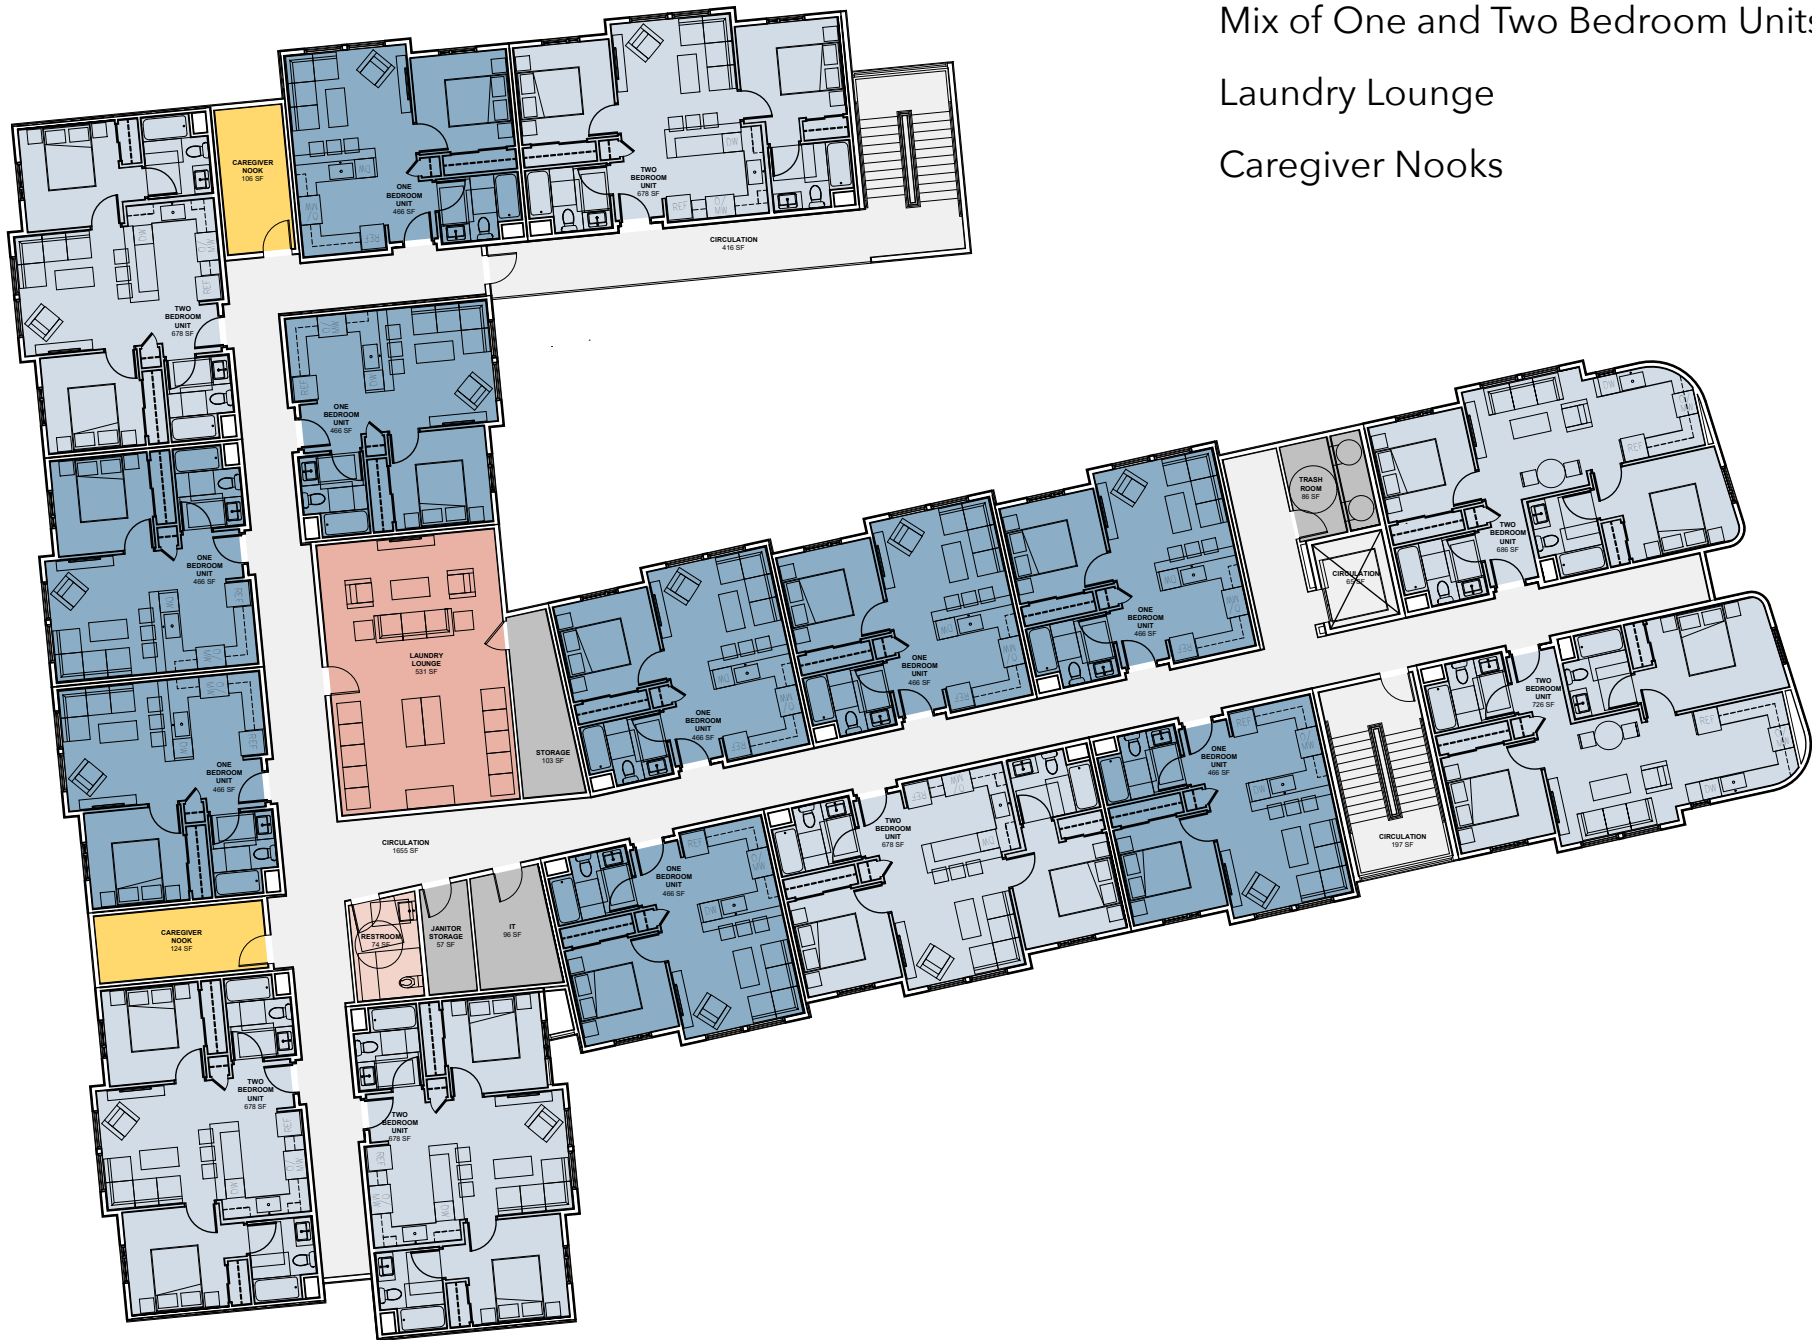 Mix of One and Two Bedroom Units
Laundry Lounge
Caregiver Nooks
CAREGIVER
NOOK
106 SF
ONE
BEDROOM
UNIT
466 SF
TWO
BEDROOM
UNIT
678 SF
CIRCULATION
416 SF
TWO
BEDROOM
UNIT
678 SF
ONE
BEDROOM
UNIT
466 SF
TRASH
ROOM
86 SF
TWO
BEDROOM
UNIT
686 SF
CIRCULATION
65 SF
ONE
BEDROOM
UNIT
466 SF
ONE
BEDROOM
UNIT
466 SF
LAUNDRY
LOUNGE
531 SF
ONE
BEDROOM
UNIT
466 SF
ONE
BEDROOM
UNIT
466 SF
STORAGE
103 SF
TWO
BEDROOM
UNIT
726 SF
ONE
BEDROOM
UNIT
466 SF
ONE
BEDROOM
UNIT
466 SF
CIRCULATION
1655 SF
TWO
BEDROOM
UNIT
678 SF
CIRCULATION
197 SF
ONE
BEDROOM
UNIT
466 SF
CAREGIVER
NOOK
124 SF
RESTROOM
74 SF
JANITOR
STORAGE
57 SF
IT
96 SF
TWO
BEDROOM
UNIT
678 SF
TWO
BEDROOM
UNIT
678 SF
DW
REF
O/
MW